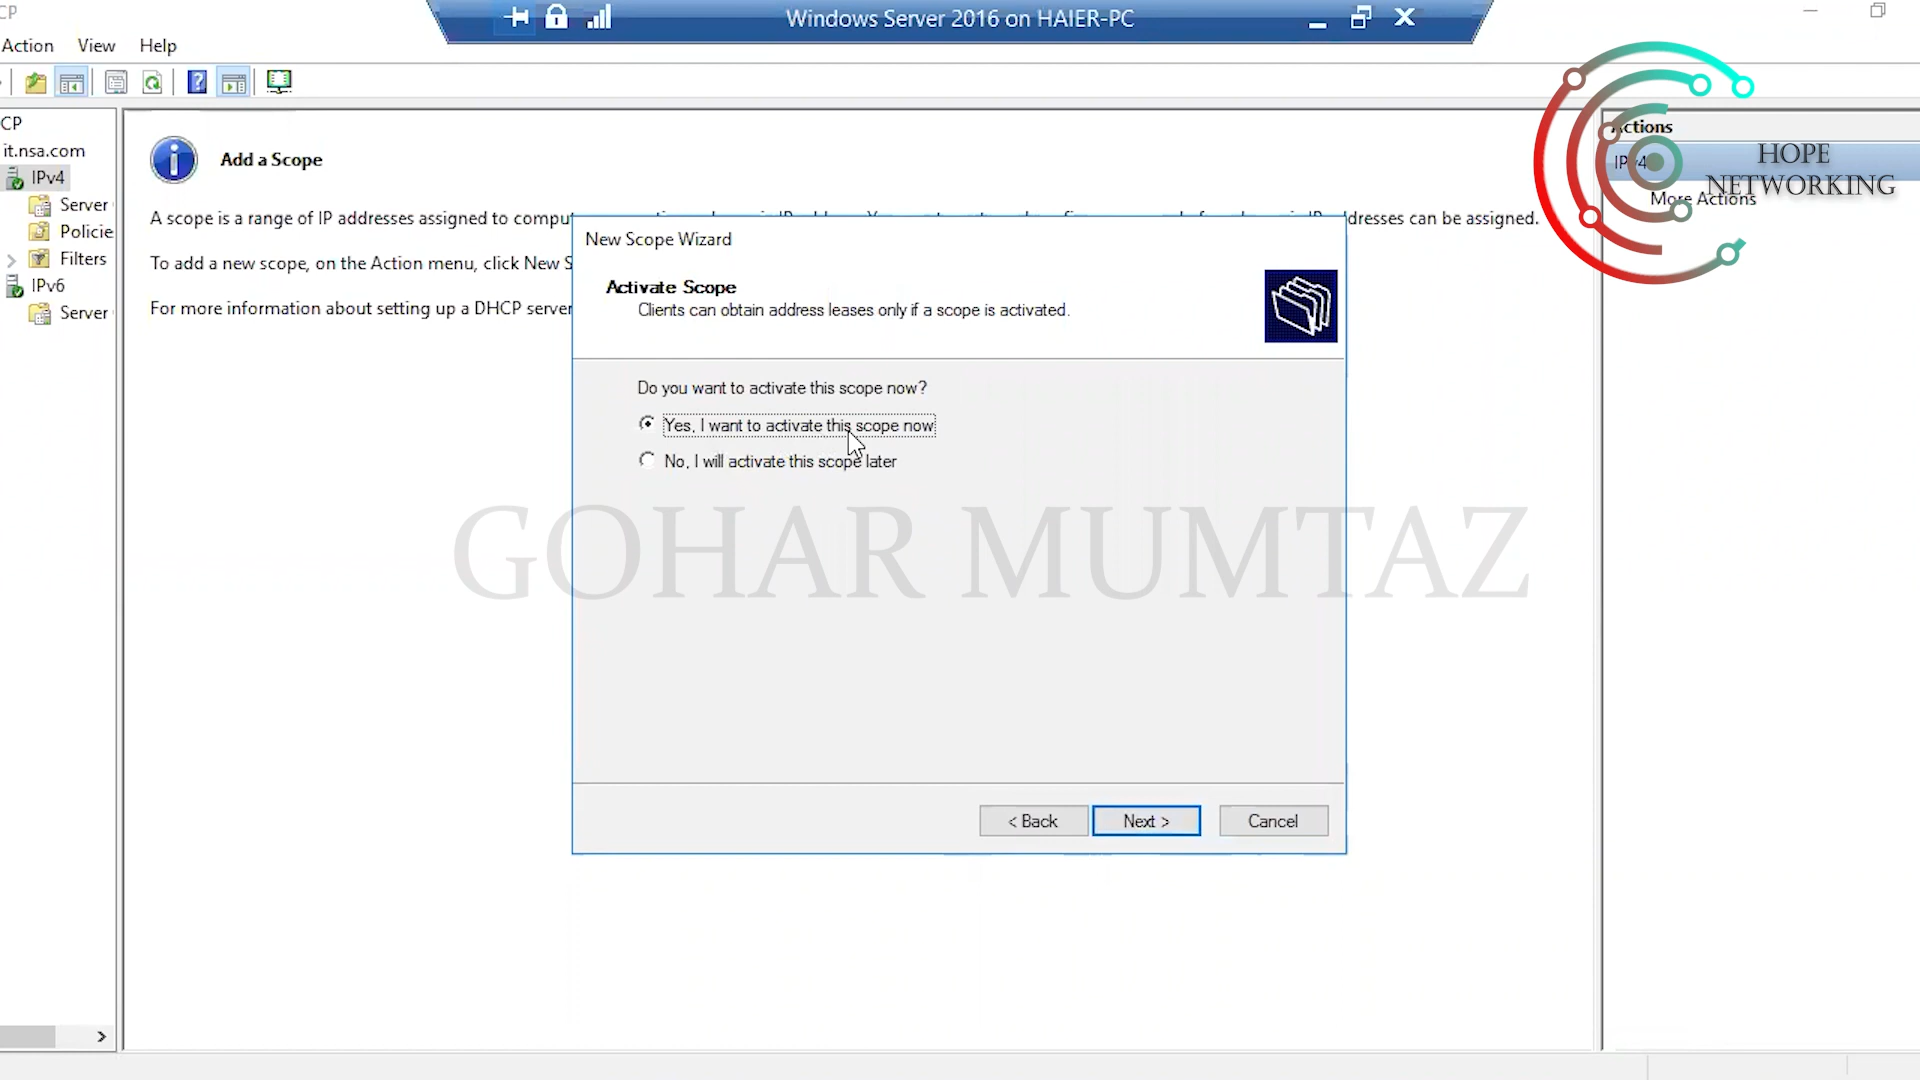 CP
Windows Server 2016 on HAIER-PC
Action View Help
CP
it.nsa.com
IPv4
Server
Policie
Filters
IPv6
Server
Add a Scope
A scope is a range of IP addresses assigned to compu
dresses can be assigned.
To add a new scope, on the Action menu, click New S
For more information about setting up a DHCP server
New Scope Wizard
Activate Scope
Clients can obtain address leases only if a scope is activated.
Do you want to activate this scope now?
Yes, I want to activate this scope now
No, I will activate this scope later
GOHAR MUMTAZ
< Back
Next >
Cancel
Actions
IPv4
More Actions
HOPE
NETWORKING